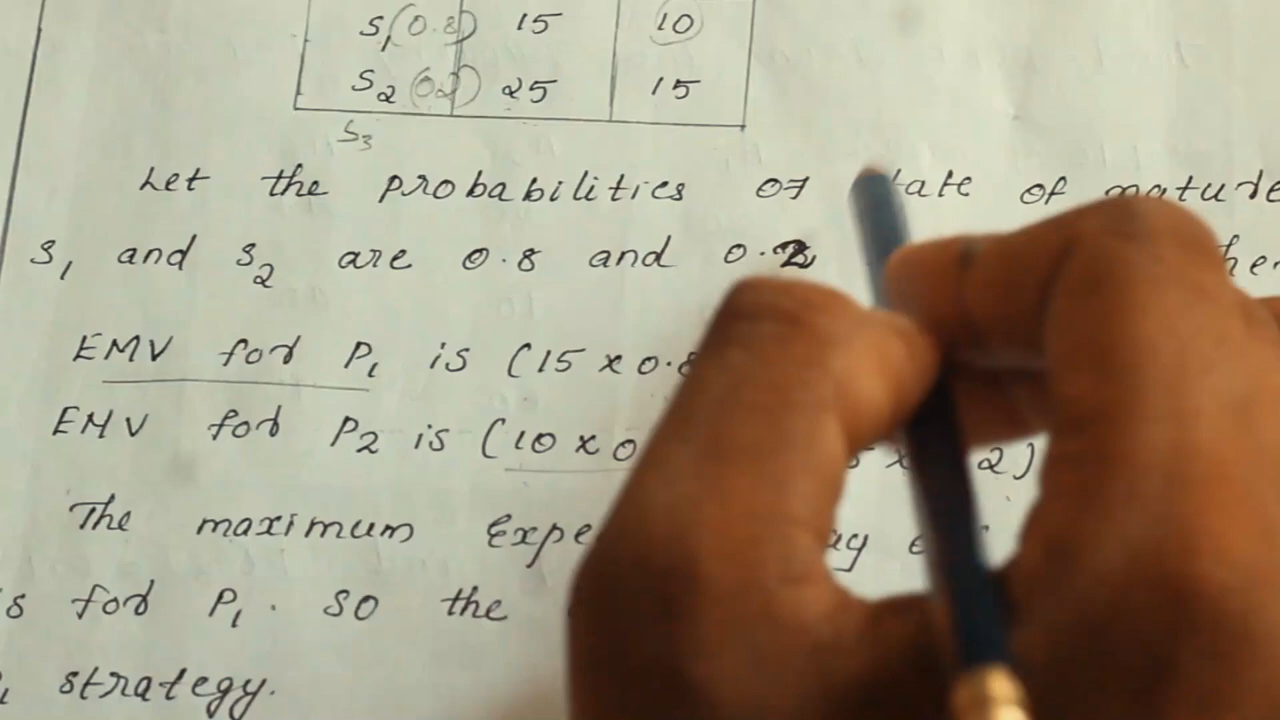 S1(0.8) 15 10
S2(0.2) 25 15
S3
Let the probabilities of state of nature
S1 and S2 are 0.8 and 0.2
EMV for P1 is (15 x 0.8
EMV for P2 is (10 x 0 2)
The maximum Expe
s for P1. So the
strategy.